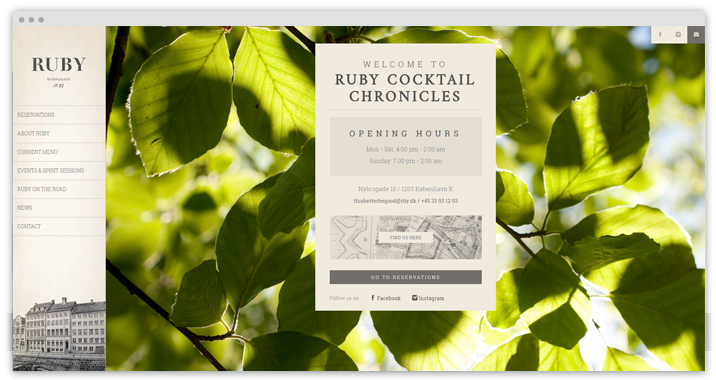 RUBY
NYBROGADE
RESERVATIONS
ABOUT RUBY
CURRENT MENU
EVENTS & SPIRIT SESSIONS
RUBY ON THE ROAD
NEWS
CONTACT
WELCOME TO
RUBY COCKTAIL
CHRONICLES
OPENING HOURS
Mon - Sat: 4:00 pm - 2:00 am
Sunday: 7:00 pm - 2:00 am
Nybrogade 10 / 1203 København K
thisbetterbegood@rby.dk / +45 33 93 12 03
FIND US HERE
GO TO RESERVATIONS
Follow us on: Facebook Instagram